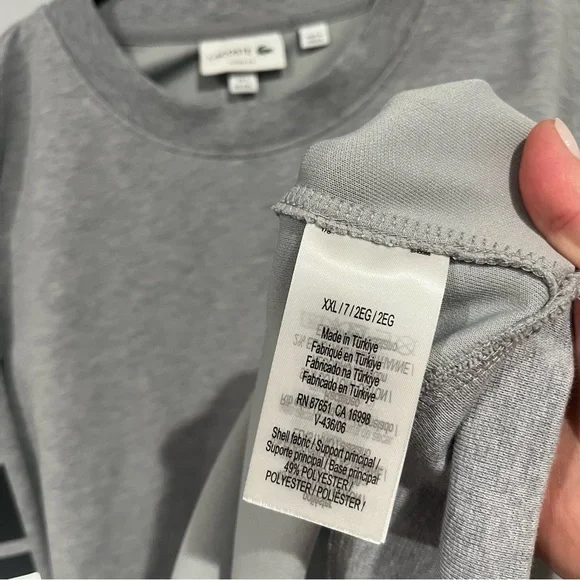 LACOSTE
XXL / 7 / 2EG / 2EG
Made in Türkiye
Fabriqué en Türkiye
Fabricado na Türkiye
Fabricado en Türkiye
RN 87651 CA 16998
V-436/06
Shell fabric / Support principal /
Suporte principal / Base principal
49% POLYESTER /
POLYESTER / POLIÉSTER /